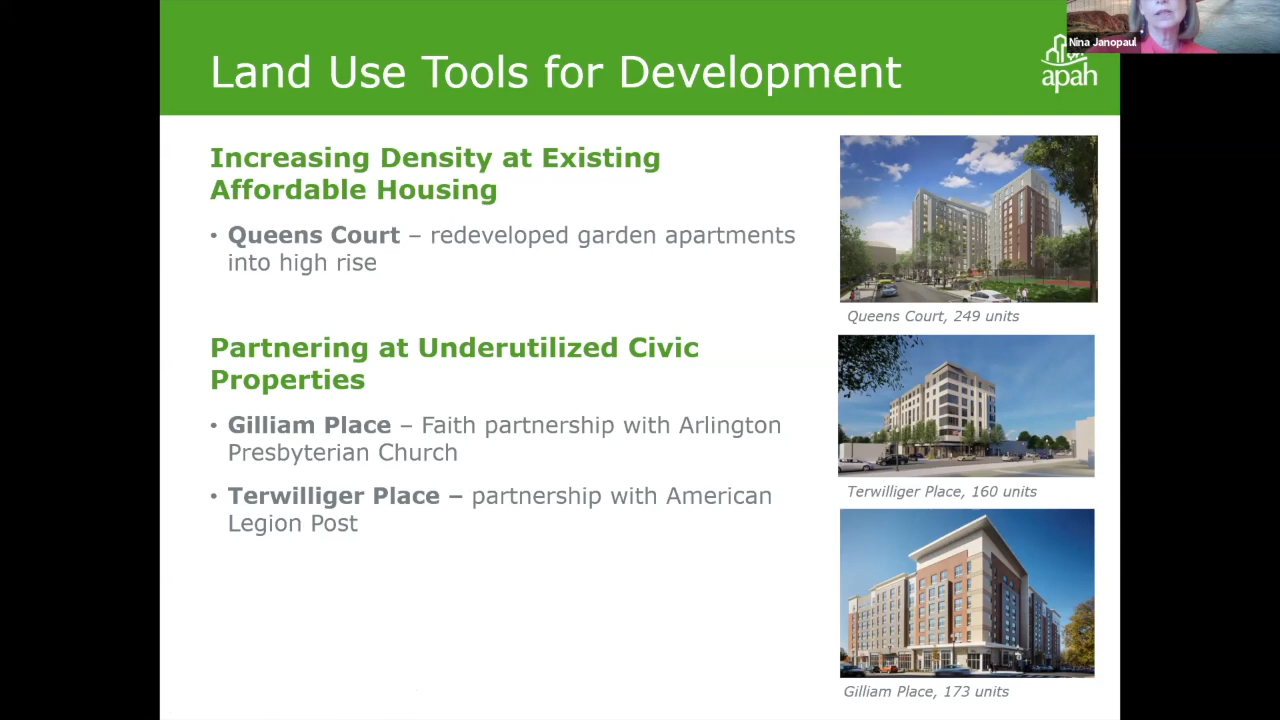 Land Use Tools for Development
Nina Janopaul
apah
Increasing Density at Existing
Affordable Housing
• Queens Court – redeveloped garden apartments
into high rise
Partnering at Underutilized Civic
Properties
• Gilliam Place – Faith partnership with Arlington
Presbyterian Church
• Terwilliger Place – partnership with American
Legion Post
Queens Court, 249 units
Terwilliger Place, 160 units
Gilliam Place, 173 units